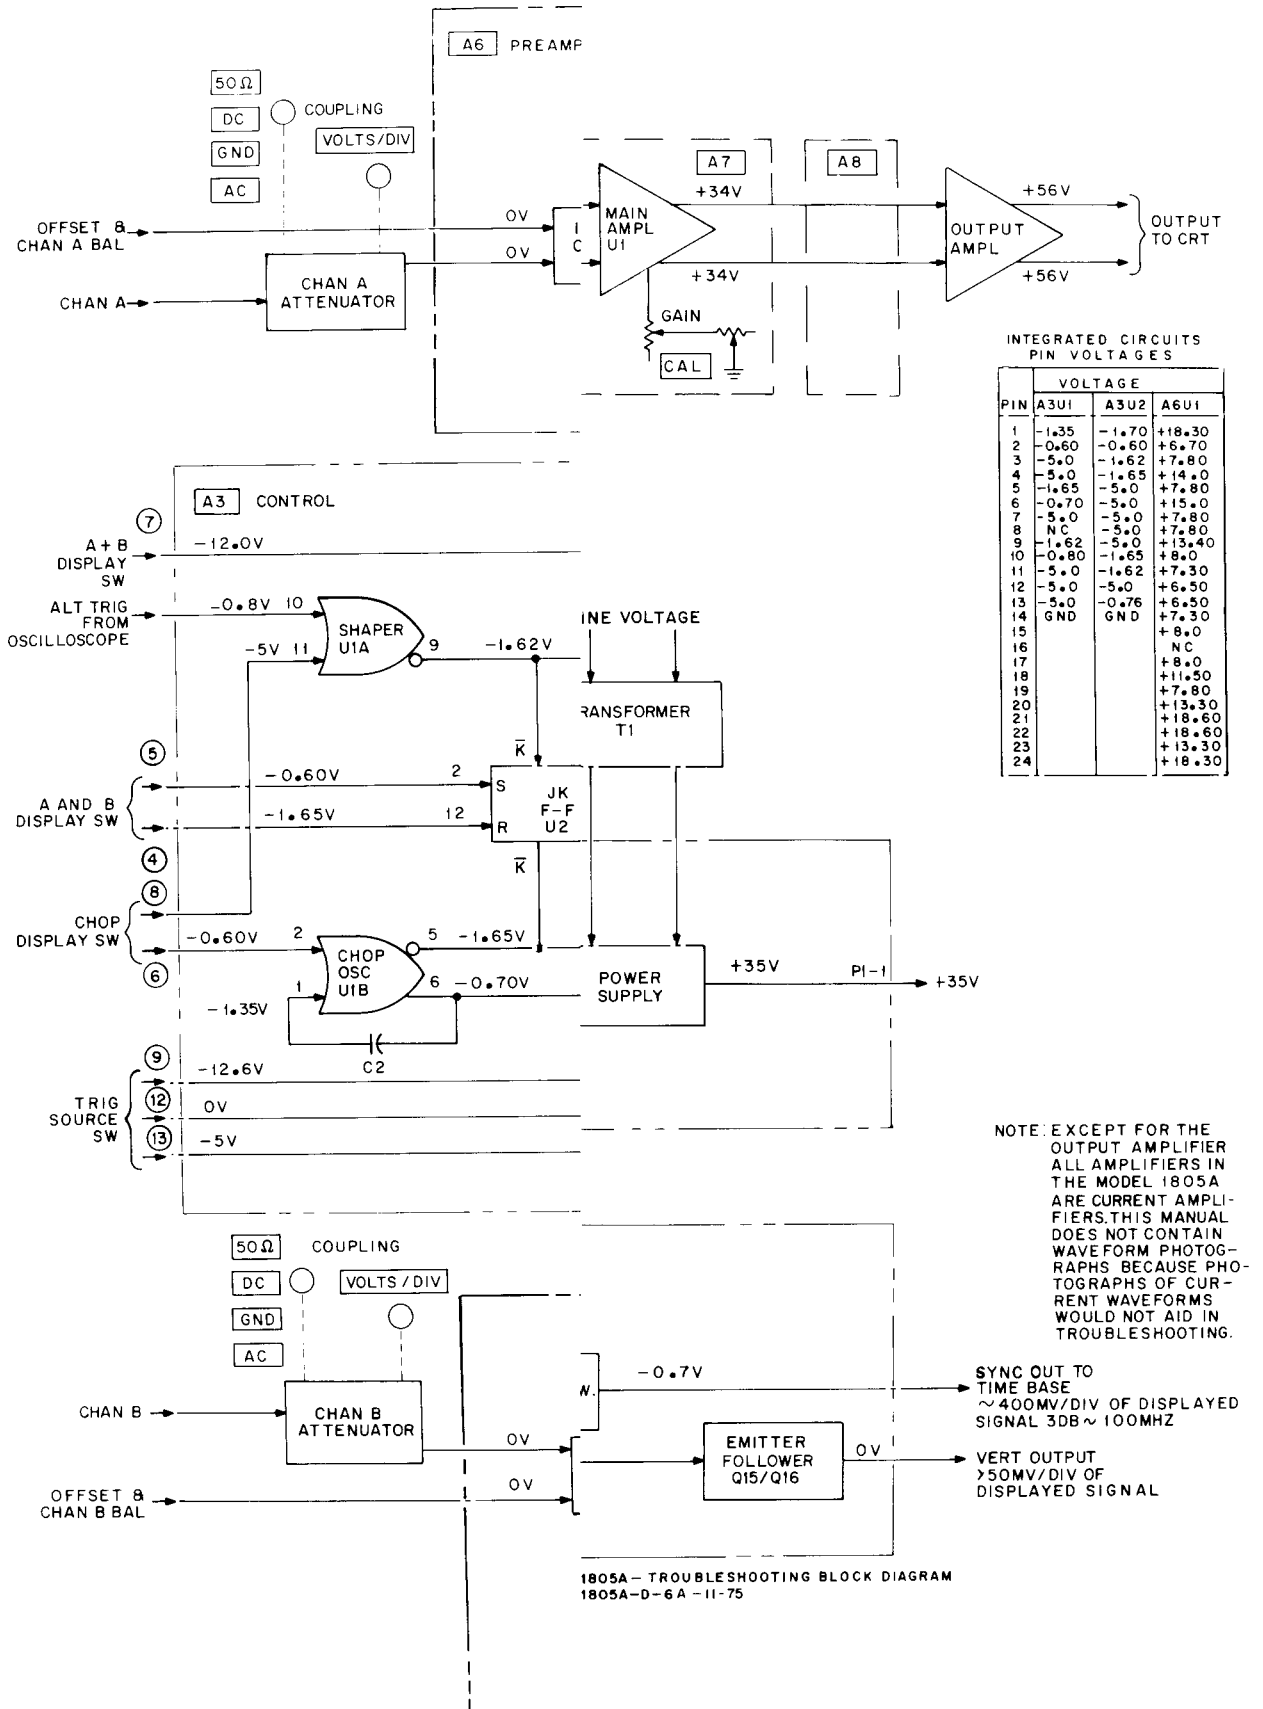 A6 PREAMP
50Ω
DC
GND
AC
COUPLING
VOLTS/DIV
OFFSET &
CHAN A BAL
CHAN A
CHAN A
ATTENUATOR
0V
0V
I
C
MAIN
AMPL
U1
A7
+34V
+34V
GAIN
CAL
A8
OUTPUT
AMPL
+56V
+56V
OUTPUT
TO CRT
INTEGRATED CIRCUITS
PIN VOLTAGES
VOLTAGE
PIN A3U1 A3U2 A6U1
1 -1.35 -1.70 +18.30
2 -0.60 -0.60 +6.70
3 -5.0 -1.62 +7.80
4 -5.0 -1.65 +14.0
5 -1.65 -5.0 +7.80
6 -0.70 -5.0 +15.0
7 -5.0 -5.0 +7.80
8 NC -5.0 +7.80
9 -1.62 -5.0 +13.40
10 -0.80 -1.65 +8.0
11 -5.0 -1.62 +7.30
12 -5.0 -5.0 +6.50
13 -5.0 -0.76 +6.50
14 GND GND +7.30
15 +8.0
16 NC
17 +8.0
18 +11.50
19 +7.80
20 +13.30
21 +18.60
22 +18.60
23 +13.30
24 +18.30
A3 CONTROL
7
A+B
DISPLAY
SW
-12.0V
ALT TRIG
FROM
OSCILLOSCOPE
-0.8V 10
-5V 11
SHAPER
U1A
9
-1.62V
INE VOLTAGE
RANSFORMER
T1
K̅
5
A AND B
DISPLAY SW
-0.60V 2
-1.65V 12
S
R
JK
F-F
U2
4
K̅
8
CHOP
DISPLAY SW
-0.60V 2
6
1
-1.35V
CHOP
OSC
U1B
5 -1.65V
6 -0.70V
C2
POWER
SUPPLY
+35V
P1-1
+35V
9
-12.6V
12
0V
13
-5V
TRIG
SOURCE
SW
NOTE: EXCEPT FOR THE
OUTPUT AMPLIFIER
ALL AMPLIFIERS IN
THE MODEL 1805A
ARE CURRENT AMPLI-
FIERS. THIS MANUAL
DOES NOT CONTAIN
WAVEFORM PHOTOG-
RAPHS BECAUSE PHO-
TOGRAPHS OF CUR-
RENT WAVEFORMS
WOULD NOT AID IN
TROUBLESHOOTING.
50Ω
DC
GND
AC
COUPLING
VOLTS / DIV
CHAN B
CHAN B
ATTENUATOR
OFFSET &
CHAN B BAL
0V
0V
W.
-0.7V
SYNC OUT TO
TIME BASE
~400MV/DIV OF DISPLAYED
SIGNAL 3DB ~ 100MHZ
EMITTER
FOLLOWER
Q15/Q16
0V
VERT OUTPUT
>50MV/DIV OF
DISPLAYED SIGNAL
1805A - TROUBLESHOOTING BLOCK DIAGRAM
1805A-D-6A-11-75